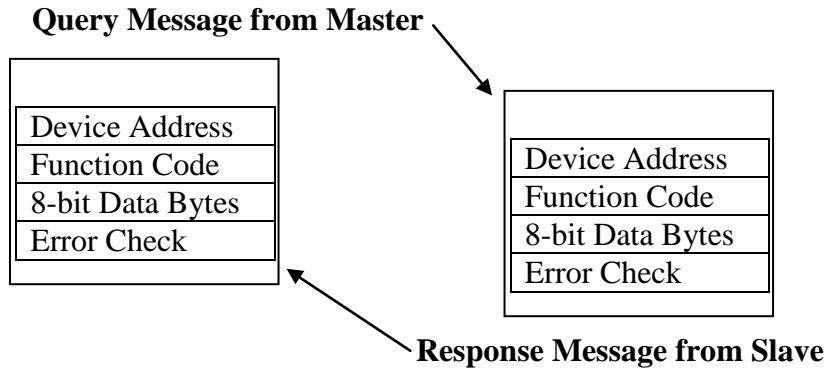 Query Message from Master
Device Address
Function Code
8-bit Data Bytes
Error Check
Device Address
Function Code
8-bit Data Bytes
Error Check
Response Message from Slave